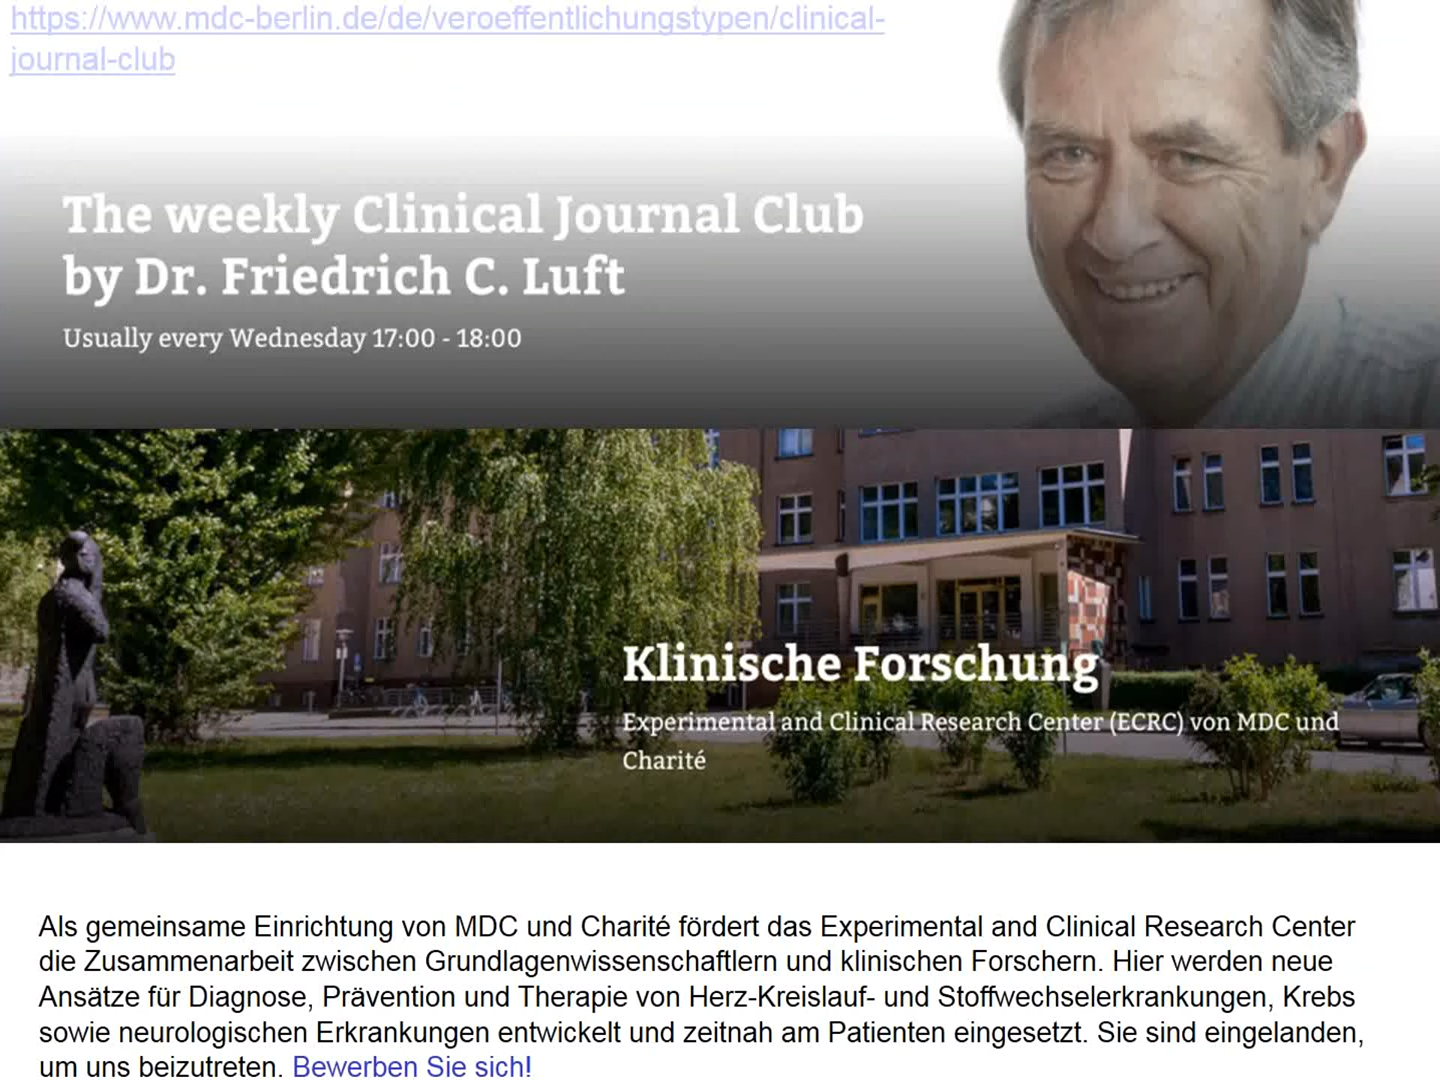 https://www.mdc-berlin.de/de/veroeffentlichungstypen/clinical-
journal-club
The weekly Clinical Journal Club
by Dr. Friedrich C. Luft
Usually every Wednesday 17:00 - 18:00
Klinische Forschung
Experimental and Clinical Research Center (ECRC) von MDC und
Charité
Als gemeinsame Einrichtung von MDC und Charité fördert das Experimental and Clinical Research Center
die Zusammenarbeit zwischen Grundlagenwissenschaftlern und klinischen Forschern. Hier werden neue
Ansätze für Diagnose, Prävention und Therapie von Herz-Kreislauf- und Stoffwechselerkrankungen, Krebs
sowie neurologischen Erkrankungen entwickelt und zeitnah am Patienten eingesetzt. Sie sind eingelanden,
um uns beizutreten. Bewerben Sie sich!